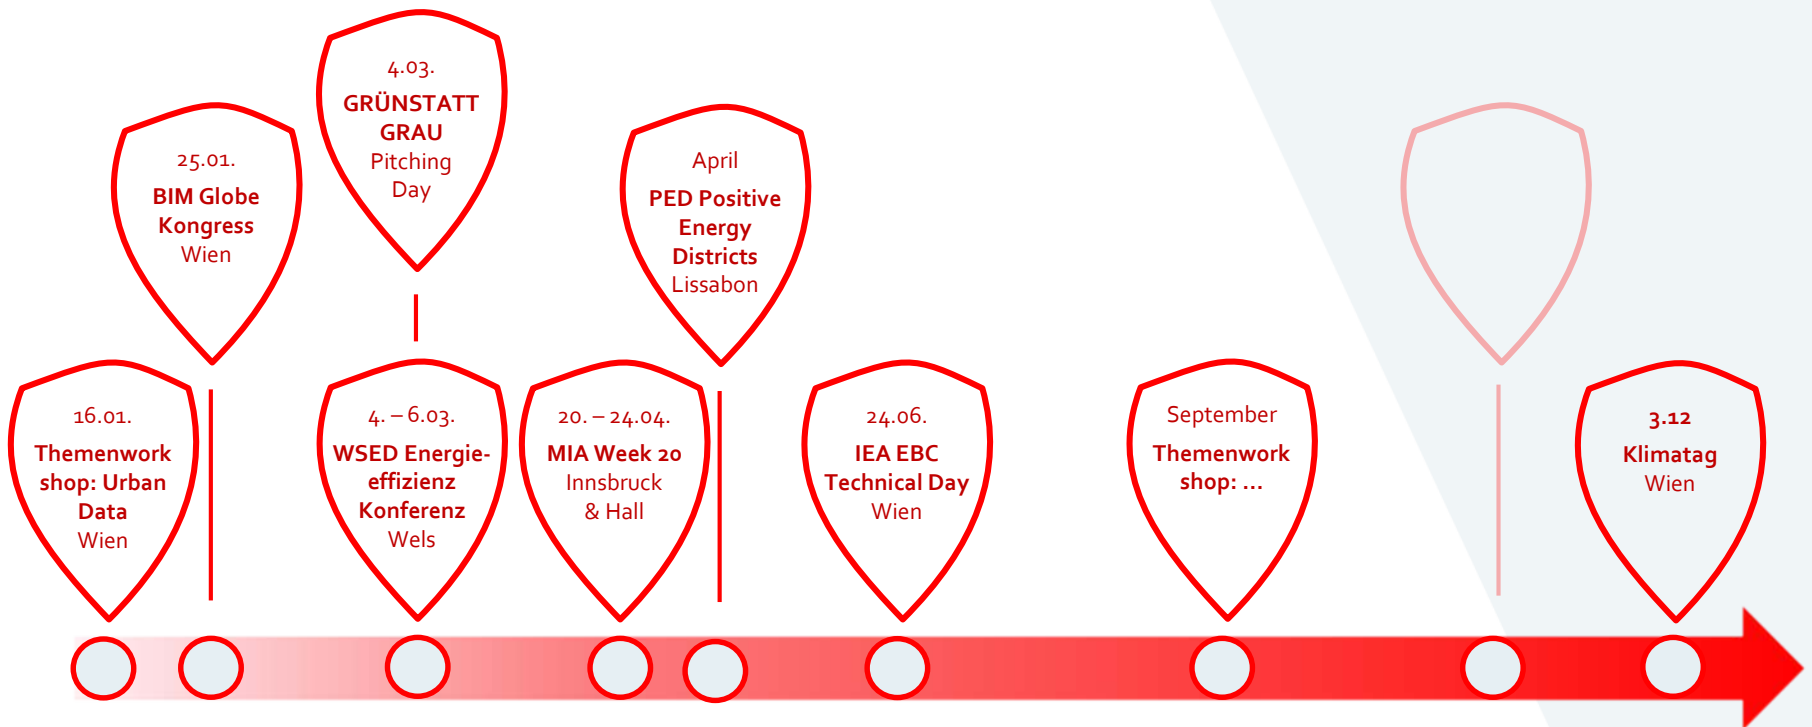 4.03.
GRÜNSTATT
GRAU
Pitching
Day
25.01.
BIM Globe
Kongress
Wien
April
PED Positive
Energy
Districts
Lissabon
16.01.
Themenwork
shop: Urban
Data
Wien
4. – 6.03.
WSED Energie-
effizienz
Konferenz
Wels
20. – 24.04.
MIA Week 20
Innsbruck
& Hall
24.06.
IEA EBC
Technical Day
Wien
September
Themenwork
shop: ...
3.12
Klimatag
Wien